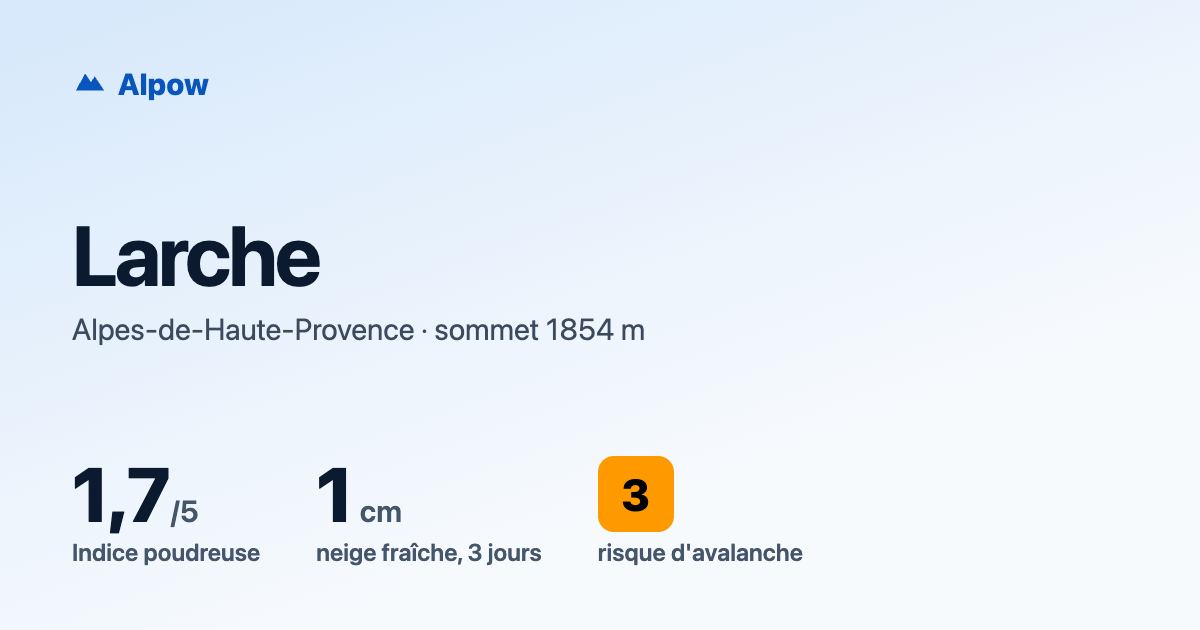 Alpow
Larche
Alpes-de-Haute-Provence · sommet 1854 m
1,7/5
Indice poudreuse
1 cm
neige fraîche, 3 jours
3
risque d'avalanche